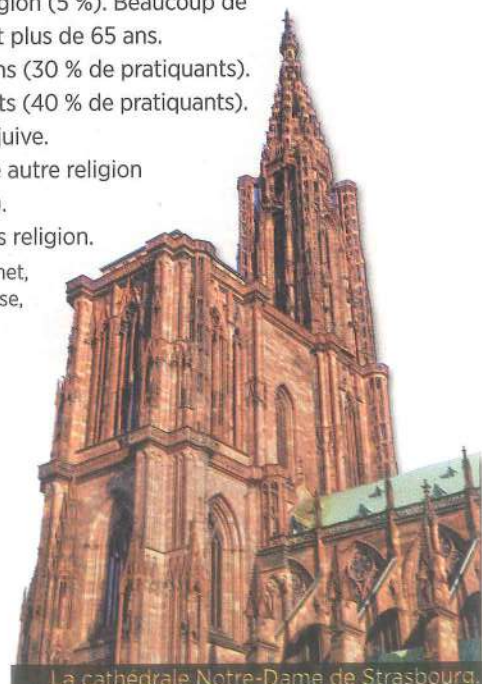 gion (5 %). Beaucoup de
t plus de 65 ans.
ns (30 % de pratiquants).
ts (40 % de pratiquants).
juive.
autre religion
s religion.
net,
se,
La cathédrale Notre-Dame de Strasbourg.